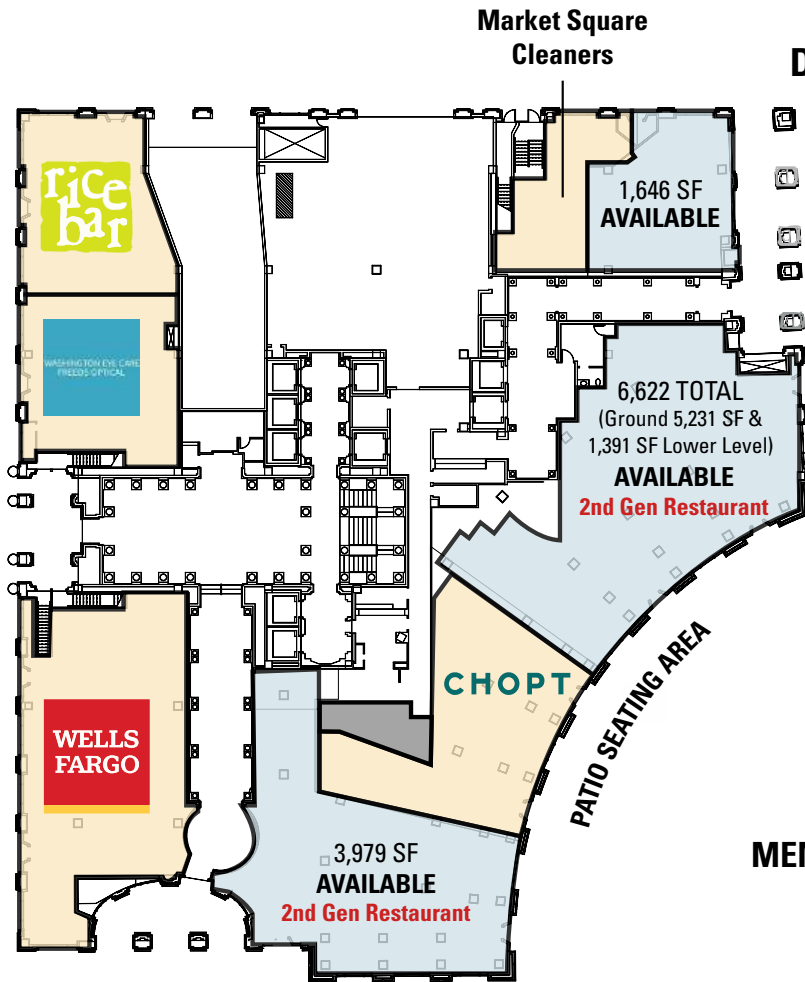 Market Square
Cleaners
D
rice
bar
1,646 SF
AVAILABLE
WASHINGTON EYE CARE
FREEDS OPTICAL
6,622 TOTAL
(Ground 5,231 SF &
1,391 SF Lower Level)
AVAILABLE
2nd Gen Restaurant
CHOPT
PATIO SEATING AREA
WELLS
FARGO
3,979 SF
AVAILABLE
2nd Gen Restaurant
MEN